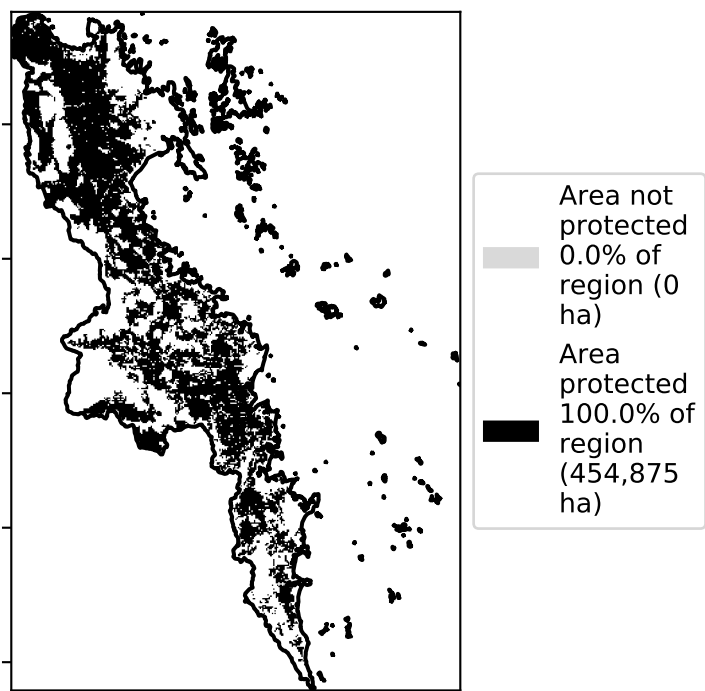 Area not
protected
0.0% of
region (0
ha)
Area
protected
100.0% of
region
(454,875
ha)